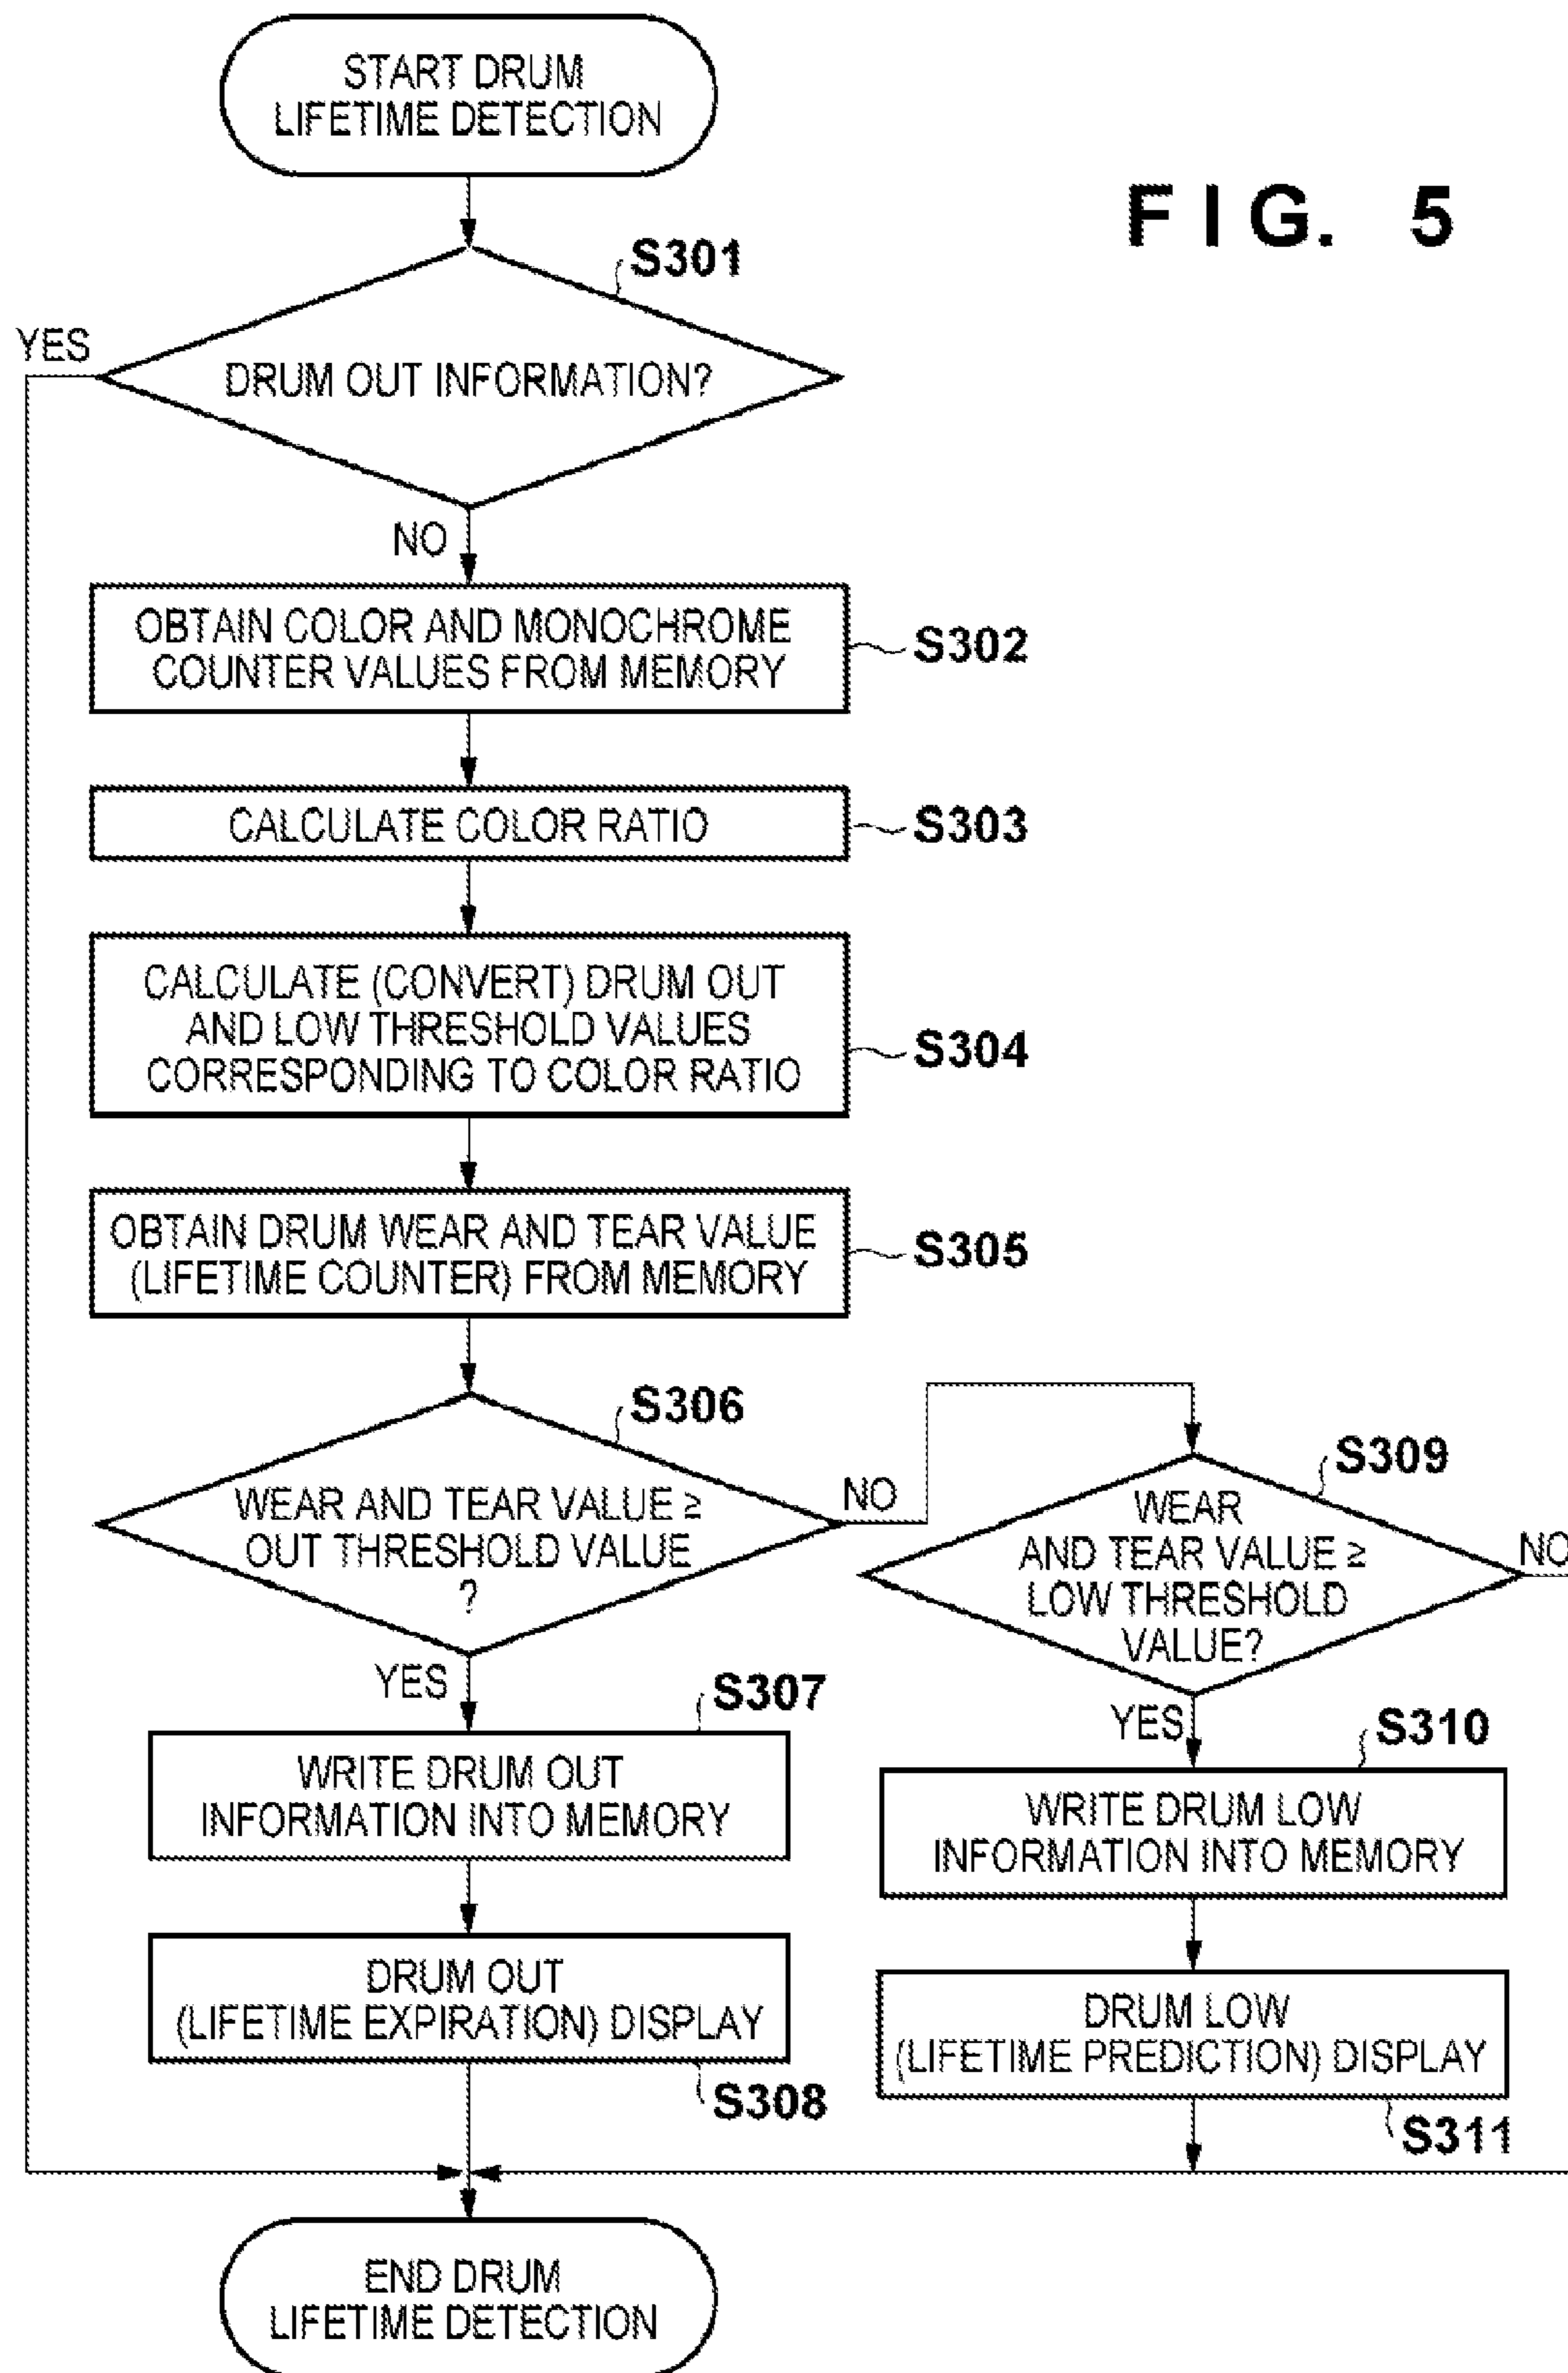 START DRUM
LIFETIME DETECTION
FIG. 5
S301
YES
DRUM OUT INFORMATION?
NO
OBTAIN COLOR AND MONOCHROME
COUNTER VALUES FROM MEMORY
S302
CALCULATE COLOR RATIO
S303
CALCULATE (CONVERT) DRUM OUT
AND LOW THRESHOLD VALUES
CORRESPONDING TO COLOR RATIO
S304
OBTAIN DRUM WEAR AND TEAR VALUE
(LIFETIME COUNTER) FROM MEMORY
S305
S306
WEAR AND TEAR VALUE ≥
OUT THRESHOLD VALUE
?
NO
YES
S309
WEAR
AND TEAR VALUE ≥
LOW THRESHOLD
VALUE?
NO
YES
S307
WRITE DRUM OUT
INFORMATION INTO MEMORY
S310
WRITE DRUM LOW
INFORMATION INTO MEMORY
DRUM OUT
(LIFETIME EXPIRATION) DISPLAY
S308
DRUM LOW
(LIFETIME PREDICTION) DISPLAY
S311
END DRUM
LIFETIME DETECTION